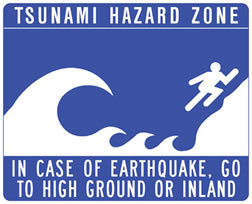 TSUNAMI HAZARD ZONE
IN CASE OF EARTHQUAKE, GO
TO HIGH GROUND OR INLAND